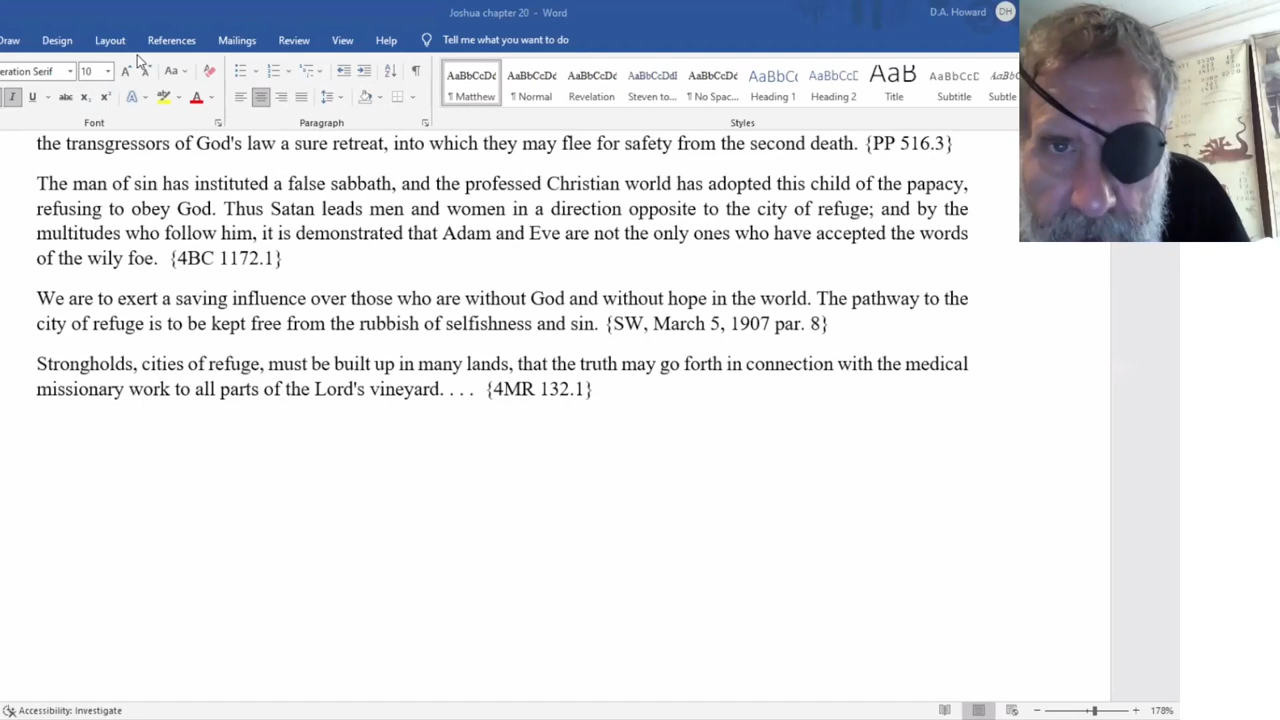 Joshua chapter 20 - Word
D.A. Howard DH
Draw Design Layout References Mailings Review View Help Tell me what you want to do
eration Serif 10 Aa
AaBbCcDc AaBbCcDc AaBbCcDc AaBbCcDdI AaBbCcDc AaBbCc AaBbCcD AaB AaBbCcD AaBbC
¶ Matthew ¶ Normal Revelation Steven to... ¶ No Spac... Heading 1 Heading 2 Title Subtitle Subtle
Font Paragraph Styles
the transgressors of God's law a sure retreat, into which they may flee for safety from the second death. {PP 516.3}
The man of sin has instituted a false sabbath, and the professed Christian world has adopted this child of the papacy,
refusing to obey God. Thus Satan leads men and women in a direction opposite to the city of refuge; and by the
multitudes who follow him, it is demonstrated that Adam and Eve are not the only ones who have accepted the words
of the wily foe. {4BC 1172.1}
We are to exert a saving influence over those who are without God and without hope in the world. The pathway to the
city of refuge is to be kept free from the rubbish of selfishness and sin. {SW, March 5, 1907 par. 8}
Strongholds, cities of refuge, must be built up in many lands, that the truth may go forth in connection with the medical
missionary work to all parts of the Lord's vineyard. . . . {4MR 132.1}
Accessibility: Investigate
178%